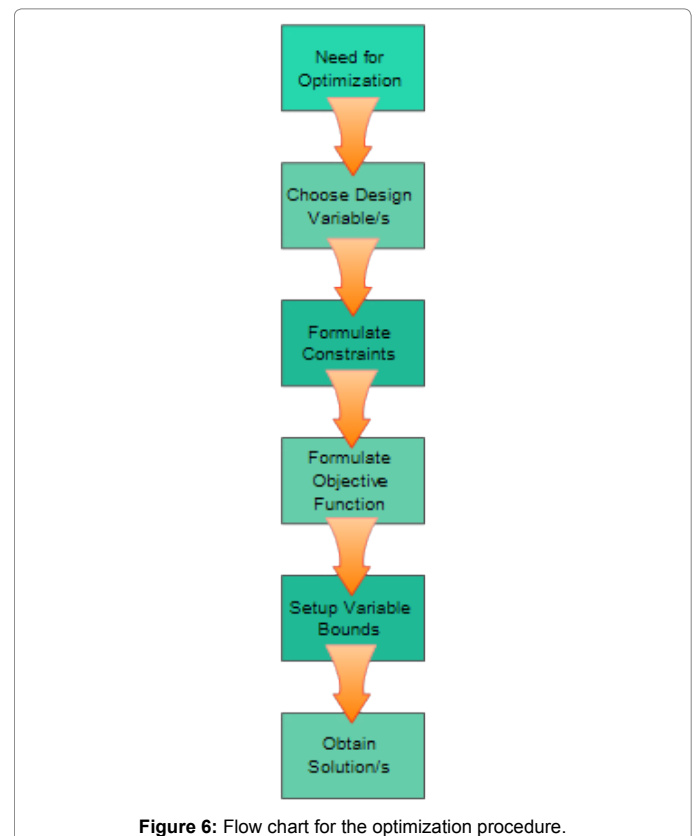 Need for
Optimization
Choose Design
Variable/s
Formulate
Constraints
Formulate
Objective
Function
Setup Variable
Bounds
Obtain
Solution/s
Figure 6: Flow chart for the optimization procedure.